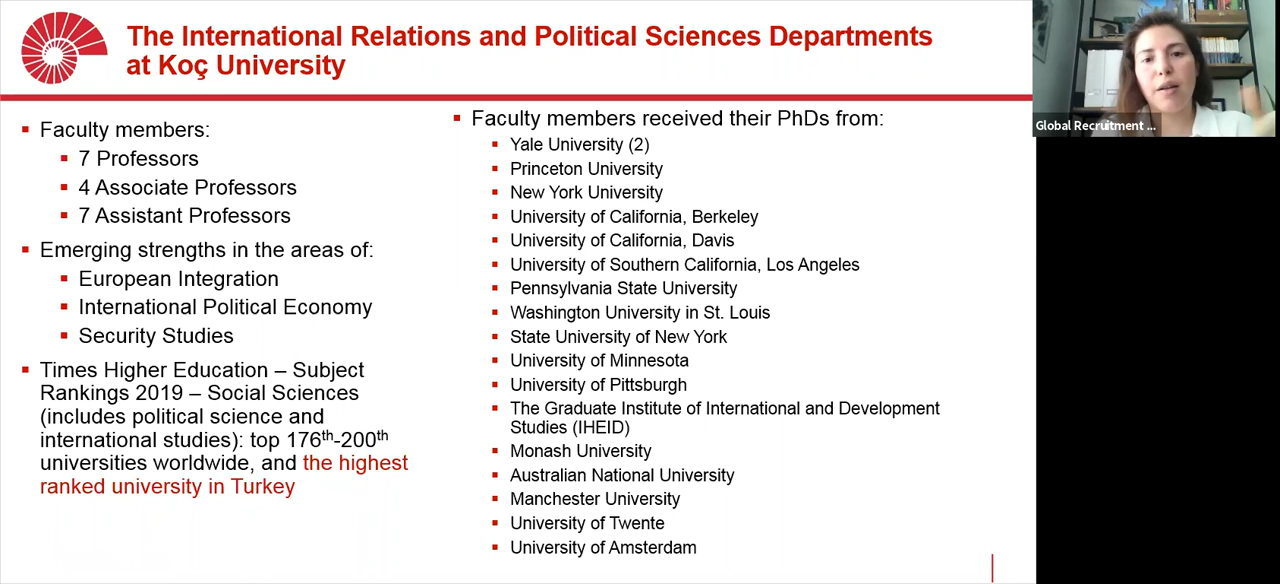 The International Relations and Political Sciences Departments
at Koç University
▪ Faculty members:
▪ 7 Professors
▪ 4 Associate Professors
▪ 7 Assistant Professors
▪ Emerging strengths in the areas of:
▪ European Integration
▪ International Political Economy
▪ Security Studies
▪ Times Higher Education – Subject
Rankings 2019 – Social Sciences
(includes political science and
international studies): top 176th-200th
universities worldwide, and the highest
ranked university in Turkey
▪ Faculty members received their PhDs from:
▪ Yale University (2)
▪ Princeton University
▪ New York University
▪ University of California, Berkeley
▪ University of California, Davis
▪ University of Southern California, Los Angeles
▪ Pennsylvania State University
▪ Washington University in St. Louis
▪ State University of New York
▪ University of Minnesota
▪ University of Pittsburgh
▪ The Graduate Institute of International and Development
Studies (IHEID)
▪ Monash University
▪ Australian National University
▪ Manchester University
▪ University of Twente
▪ University of Amsterdam
Global Recruitment ...